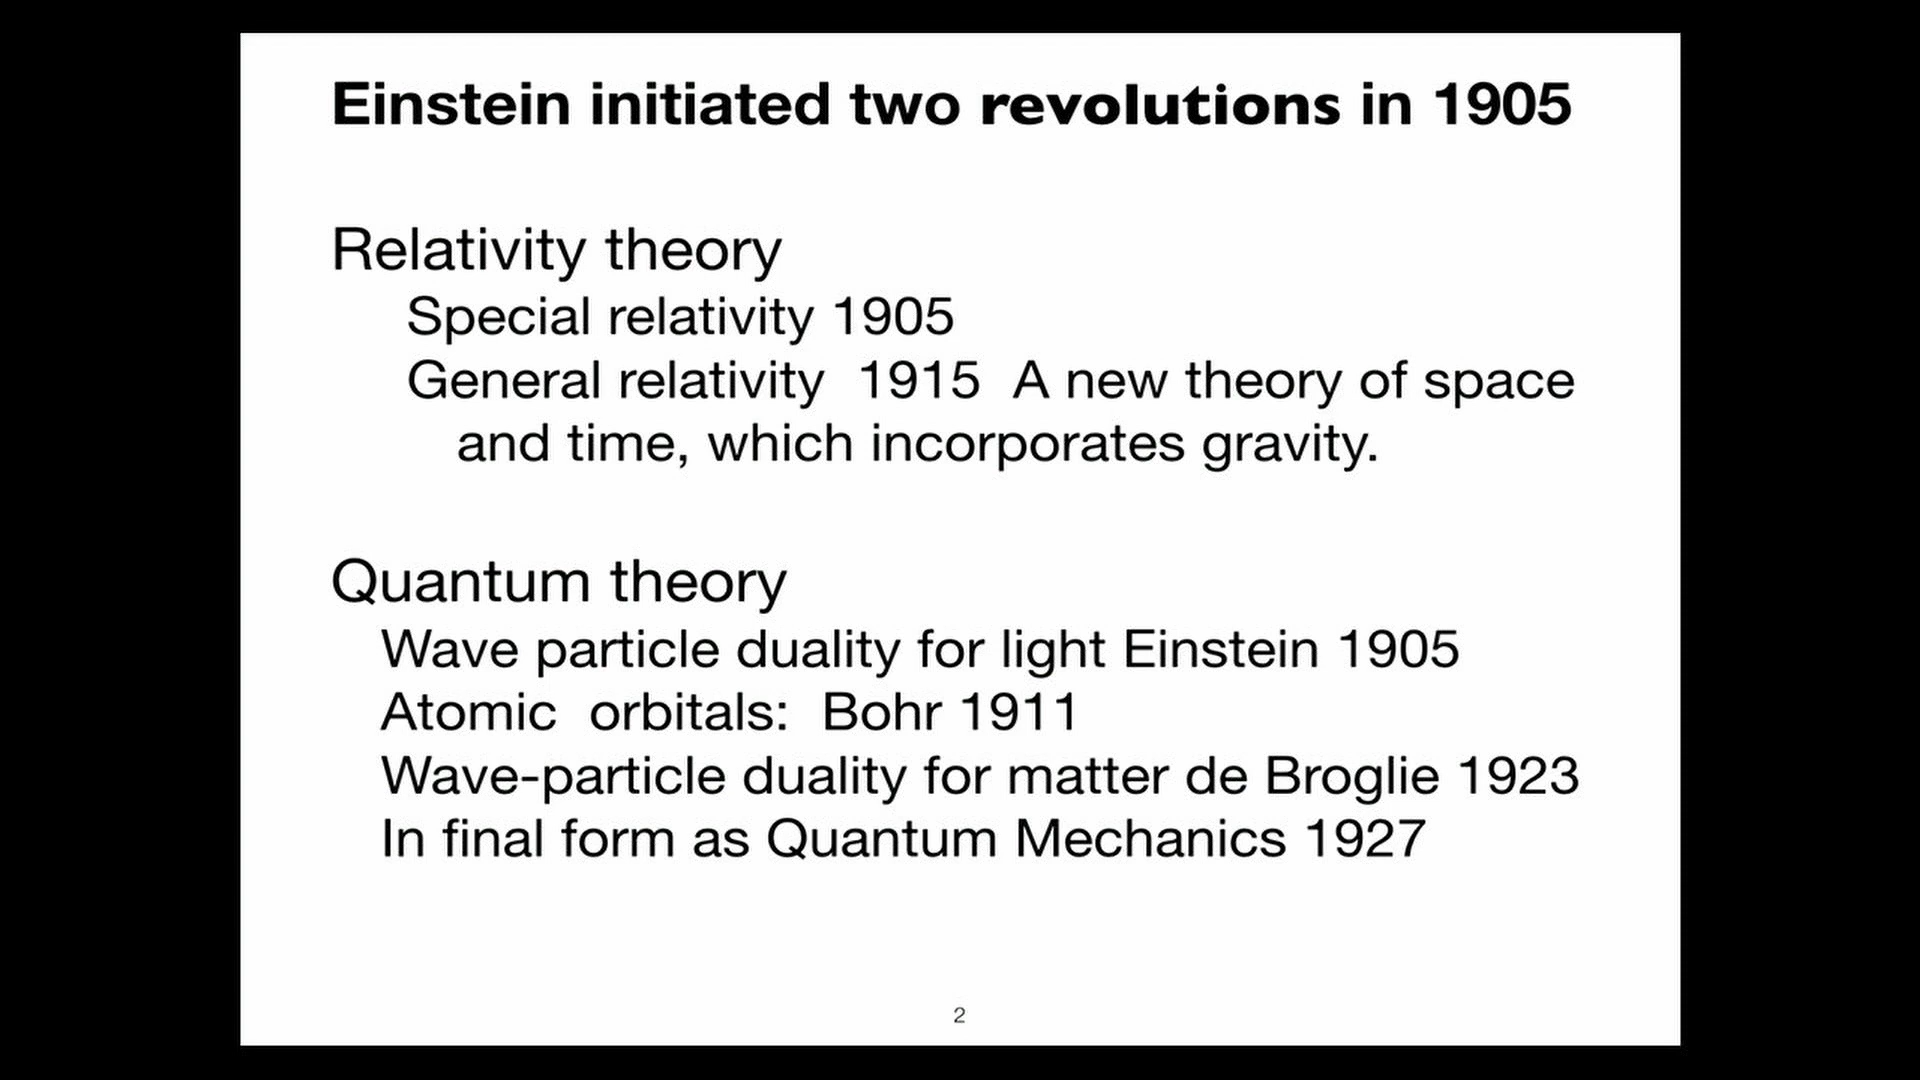 Einstein initiated two revolutions in 1905
Relativity theory
Special relativity 1905
General relativity  1915  A new theory of space
and time, which incorporates gravity.
Quantum theory
Wave particle duality for light Einstein 1905
Atomic  orbitals:  Bohr 1911
Wave-particle duality for matter de Broglie 1923
In final form as Quantum Mechanics 1927
2